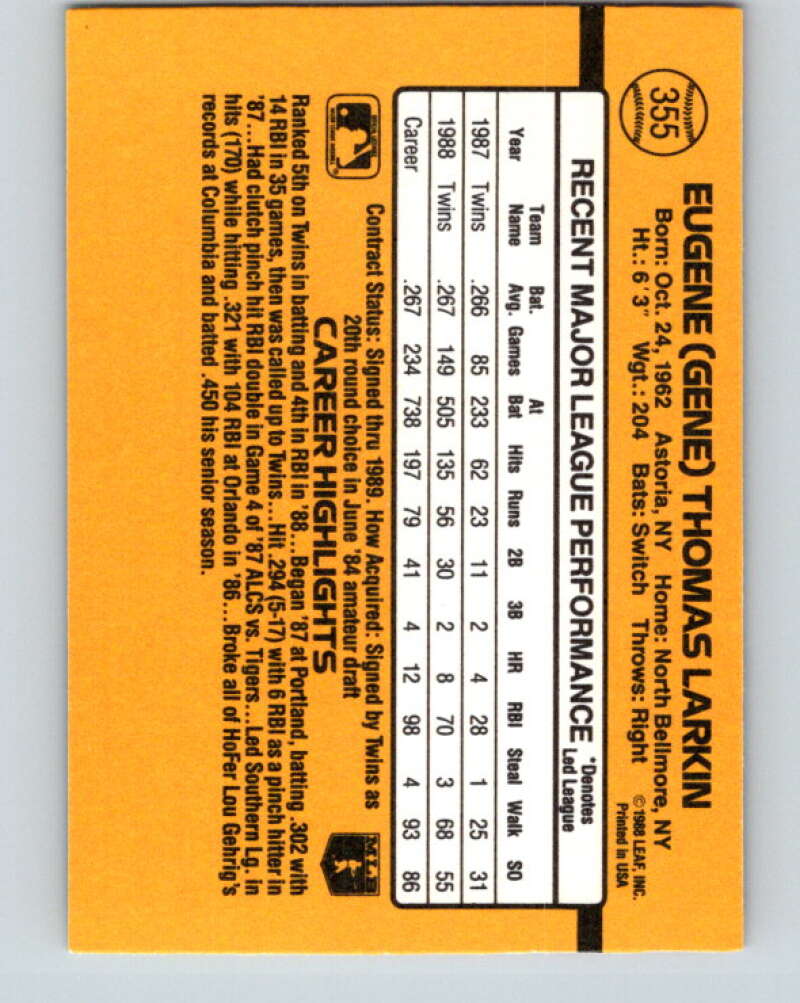 355
EUGENE (GENE) THOMAS LARKIN
Born: Oct. 24, 1962 Astoria, NY Home: North Bellmore, NY
Ht.: 6'3" Wgt.: 204 Bats: Switch Throws: Right
©1988 LEAF, INC.
Printed in USA
RECENT MAJOR LEAGUE PERFORMANCE
*Denotes
Led League
Team Bat. At
Year Name Avg. Games Bat Hits Runs 2B 3B HR RBI Steal Walk SO
1987 Twins .266 85 233 62 23 11 2 4 28 1 25 31
1988 Twins .267 149 505 135 56 30 2 8 70 3 68 55
Career .267 234 738 197 79 41 4 12 98 4 93 86
Contract Status: Signed thru 1989. How Acquired: Signed by Twins as
20th round choice in June '84 amateur draft
CAREER HIGHLIGHTS
MLB
Ranked 5th on Twins in batting and 4th in RBI in '88...Began '87 at Portland, batting .302 with
14 RBI in 35 games, then was called up to Twins...Hit .294 (5-17) with 6 RBI as a pinch hitter in
'87...Had clutch pinch hit RBI double in Game 4 of '87 ALCS vs. Tigers...Led Southern Lg. in
hits (170) while hitting .321 with 104 RBI at Orlando in '86...Broke all of HoFer Lou Gehrig's
records at Columbia and batted .450 his senior season.